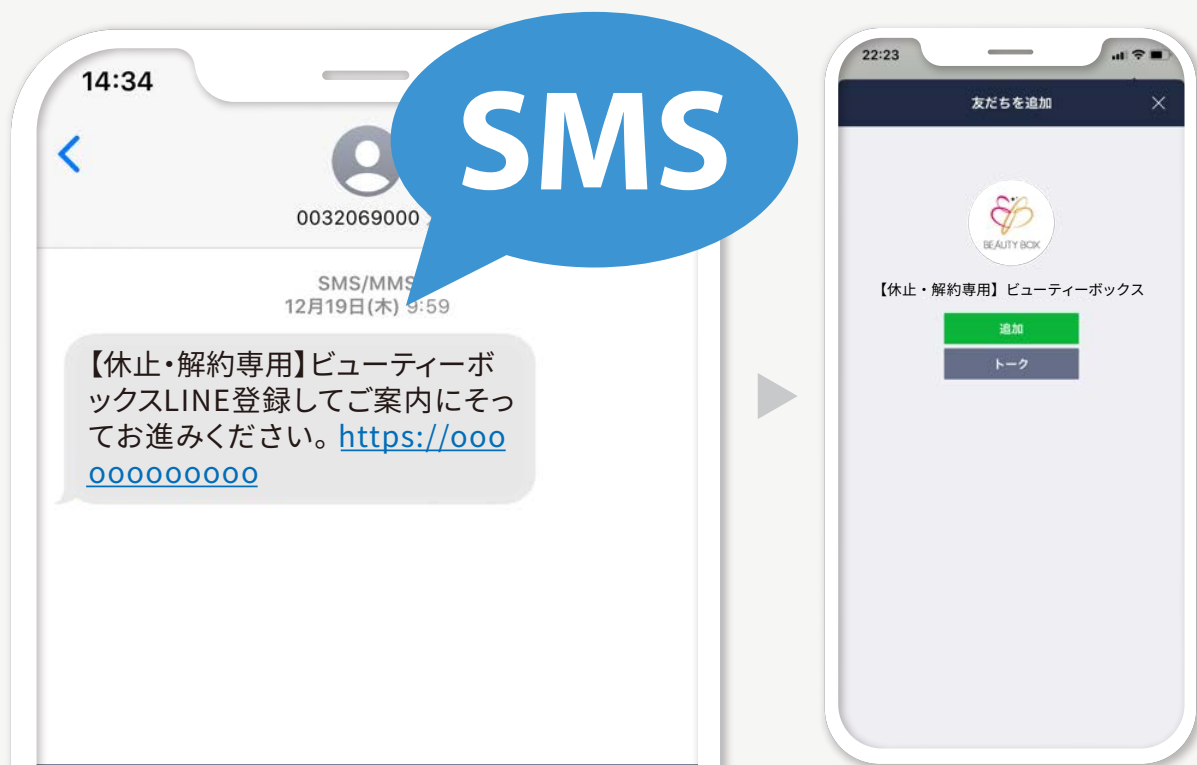 14:34
SMS
0032069000
SMS/MMS
12月19日(木) 9:59
【休止・解約専用】ビューティーボ
ックスLINE登録してご案内にそっ
てお進みください。https://ooo
ooooooooo
22:23
友だちを追加
BEAUTY BOX
【休止・解約専用】ビューティーボックス
追加
トーク